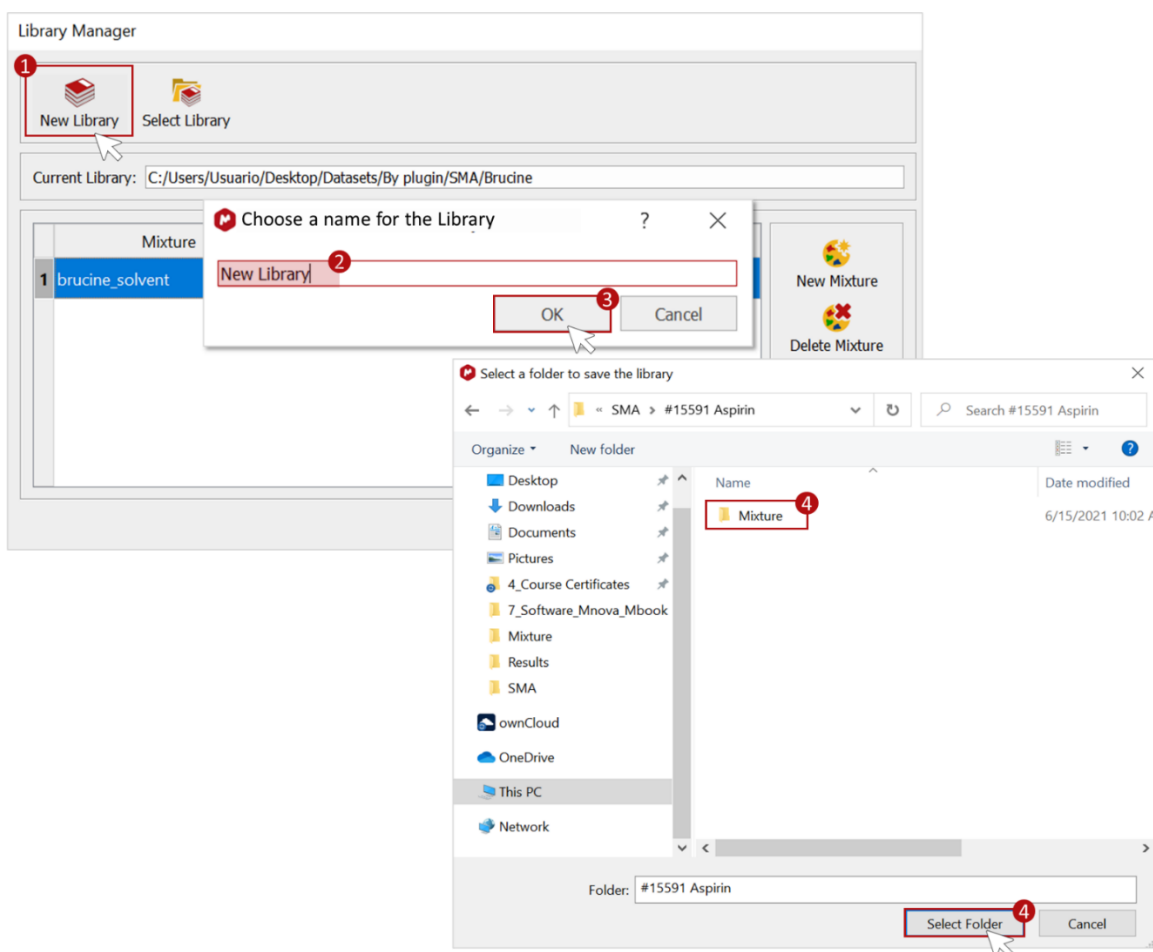 Library Manager
1
New Library
Select Library
Current Library: C:/Users/Usuario/Desktop/Datasets/By plugin/SMA/Brucine
Mixture
1 brucine_solvent
Choose a name for the Library ?
New Library 2
OK 3 Cancel
New Mixture
Delete Mixture
Select a folder to save the library
« SMA › #15591 Aspirin
Search #15591 Aspirin
Organize New folder ?
Desktop
Downloads
Documents
Pictures
4_Course Certificates
7_Software_Mnova_Mbook
Mixture
Results
SMA
ownCloud
OneDrive
This PC
Network
Name Date modified
Mixture 4 6/15/2021 10:02 A
Folder: #15591 Aspirin
Select Folder 4 Cancel